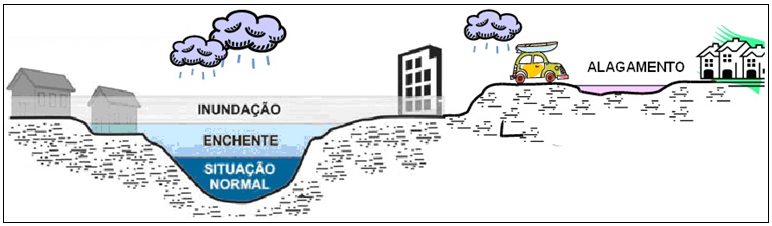 INUNDAÇÃO
ENCHENTE
SITUAÇÃO
NORMAL
ALAGAMENTO